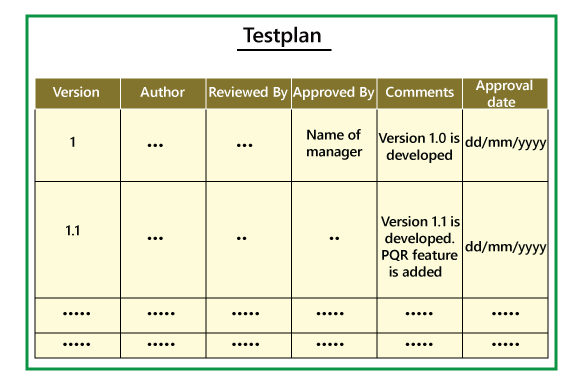 Testplan
Version Author Reviewed By Approved By Comments Approval date
1 ••• ••• Name of manager Version 1.0 is developed dd/mm/yyyy
1.1 ••• •• •• Version 1.1 is developed. PQR feature is added dd/mm/yyyy
••••• ••••• ••••• ••••• ••••• •••••
••••• ••••• ••••• ••••• ••••• •••••